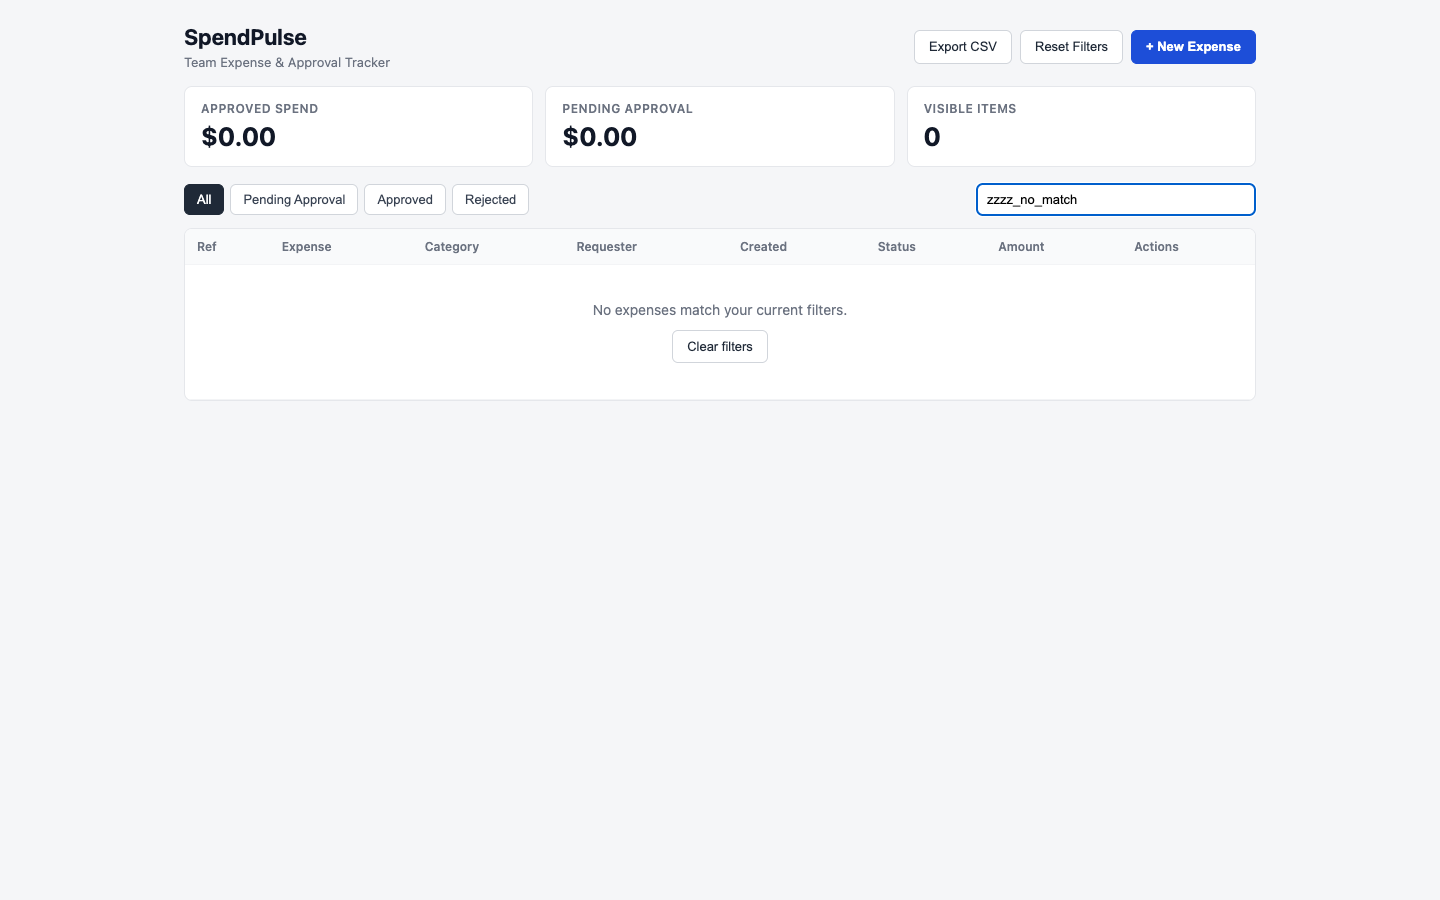 SpendPulse
Team Expense & Approval Tracker
Export CSV
Reset Filters
+ New Expense
APPROVED SPEND
$0.00
PENDING APPROVAL
$0.00
VISIBLE ITEMS
0
All
Pending Approval
Approved
Rejected
zzzz_no_match
Ref Expense Category Requester Created Status Amount Actions
No expenses match your current filters.
Clear filters